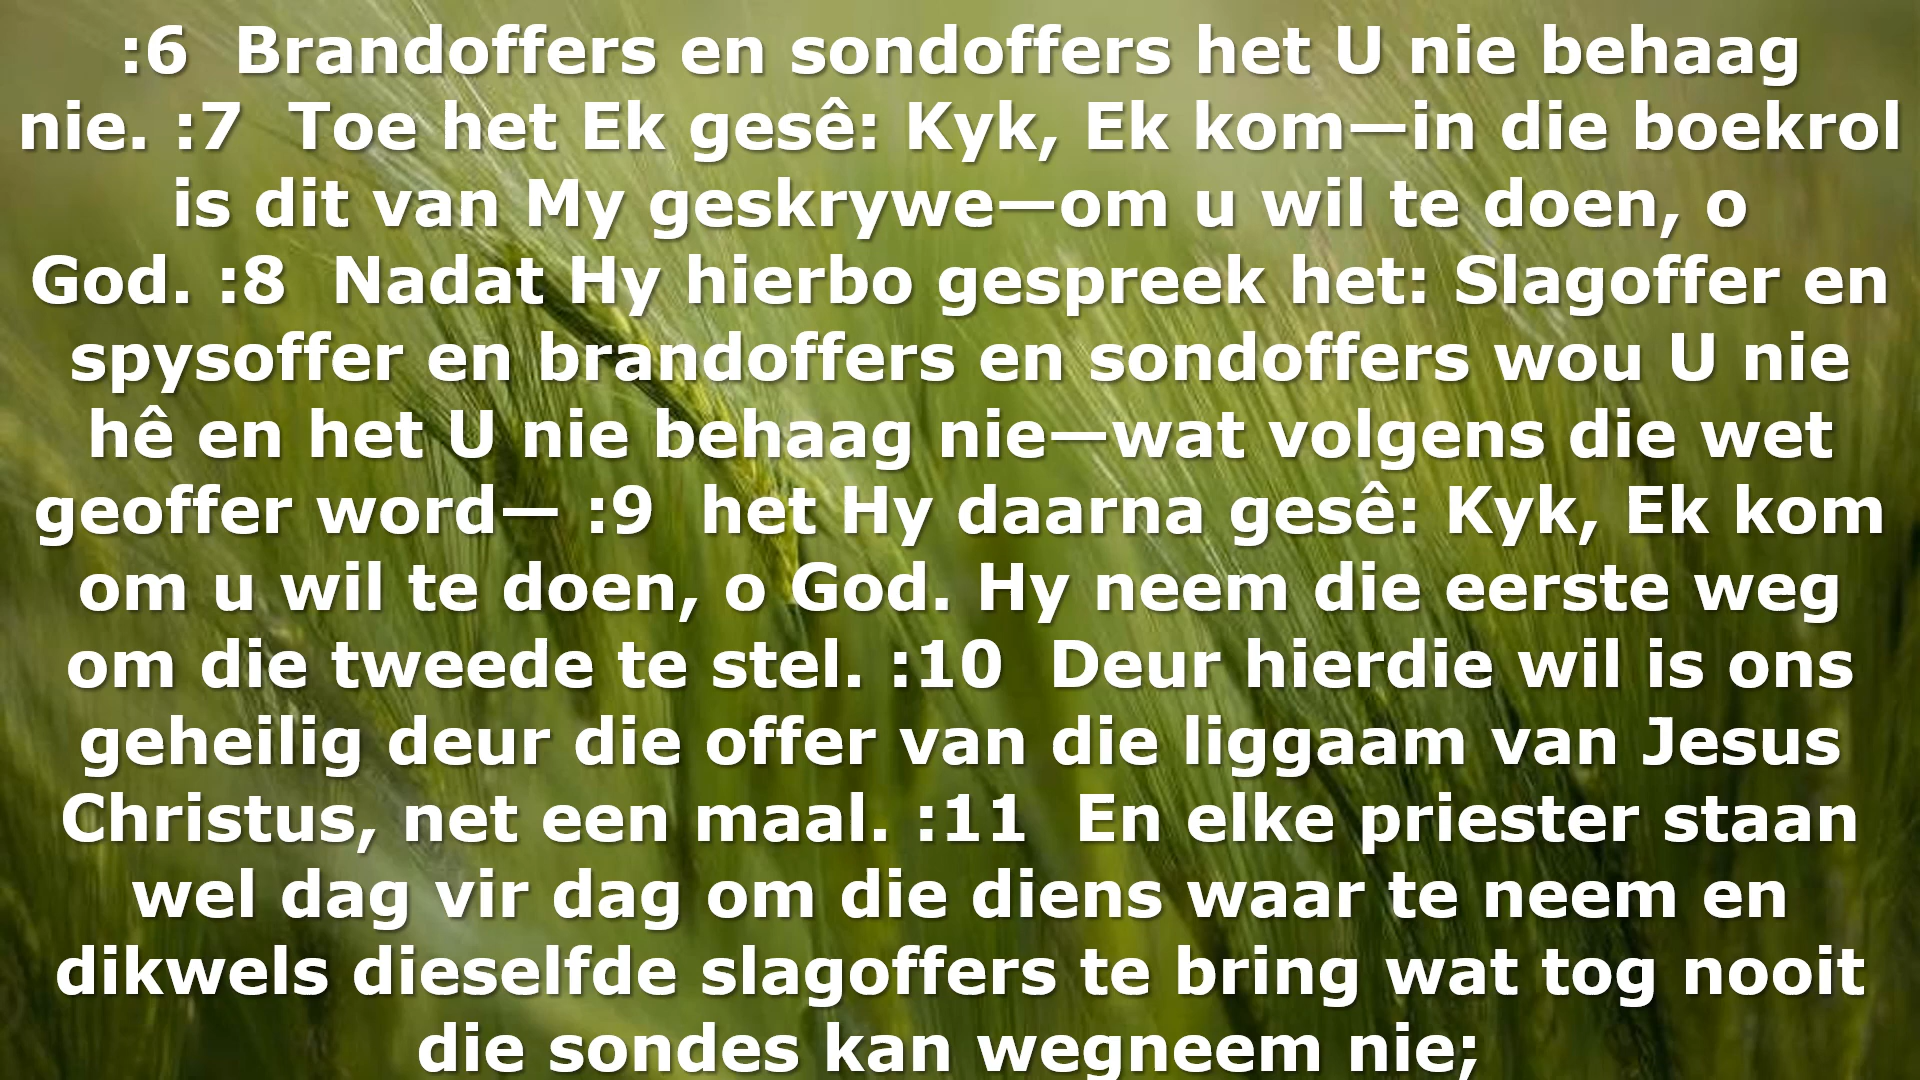 :6  Brandoffers en sondoffers het U nie behaag
nie. :7  Toe het Ek gesê: Kyk, Ek kom—in die boekrol
is dit van My geskrywe—om u wil te doen, o
God. :8  Nadat Hy hierbo gespreek het: Slagoffer en
spysoffer en brandoffers en sondoffers wou U nie
hê en het U nie behaag nie—wat volgens die wet
geoffer word— :9  het Hy daarna gesê: Kyk, Ek kom
om u wil te doen, o God. Hy neem die eerste weg
om die tweede te stel. :10  Deur hierdie wil is ons
geheilig deur die offer van die liggaam van Jesus
Christus, net een maal. :11  En elke priester staan
wel dag vir dag om die diens waar te neem en
dikwels dieselfde slagoffers te bring wat tog nooit
die sondes kan wegneem nie;